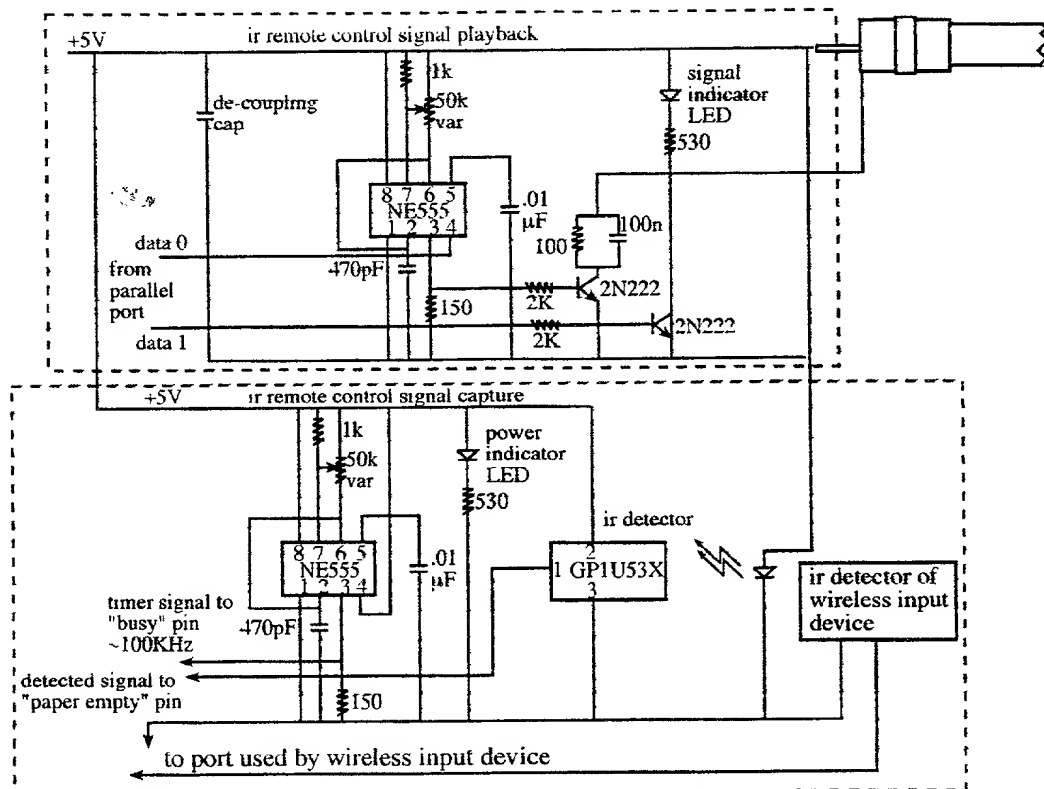 +5V
ir remote control signal playback
1k
50k
var
de-coupling
cap
signal
indicator
LED
530
8 7 6 5
NE555
1 2 3 4
.01
µF
100
100n
data 0
from
parallel
port
470pF
150
2K
2N222
data 1
2K
2N222
+5V
ir remote control signal capture
1k
50k
var
power
indicator
LED
530
ir detector
8 7 6 5
NE555
1 2 3 4
.01
µF
2
1 GP1U53X
3
ir detector of
wireless input
device
timer signal to
"busy" pin
~100KHz
470pF
detected signal to
"paper empty" pin
150
to port used by wireless input device